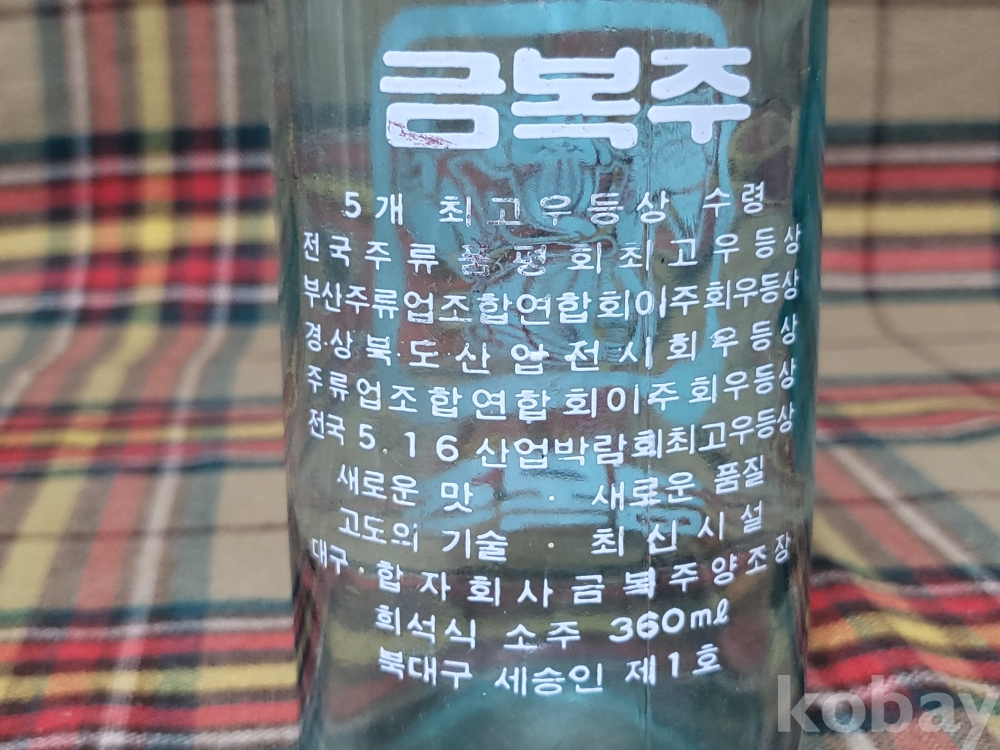 금복주
5개 최고우등상 수령
전국주류품평회최고우등상
부산주류업조합연합회이주회우등상
경.상북도산업전시회우등상
주류업조합연합회이주회우등상
전국 5.16 산업박람회최고우등상
새로운 맛 · 새로운 품질
고도의 기술 · 최신시설
대구·합자회사금복주양조장
희석식 소주 360ml
북대구 세승인 제1호
kobay